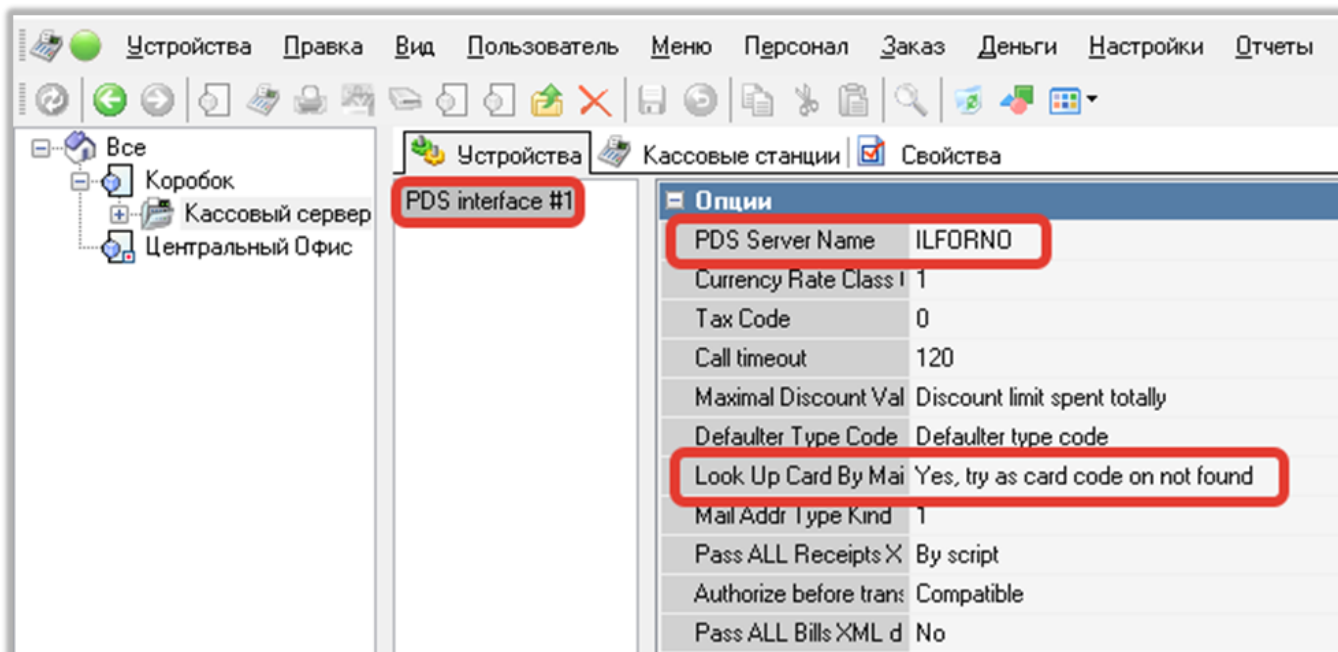 Устройства Правка Вид Пользователь Меню Персонал Заказ Деньги Настройки Отчеты
Все
Коробок
Кассовый сервер
Центральный Офис
Устройства Кассовые станции Свойства
PDS interface #1
Опции
PDS Server Name ILFORNO
Currency Rate Class 1
Tax Code 0
Call timeout 120
Maximal Discount Val Discount limit spent totally
Defaulter Type Code Defaulter type code
Look Up Card By Mai Yes, try as card code on not found
Mail Addr Type Kind 1
Pass ALL Receipts X By script
Authorize before trans Compatible
Pass ALL Bills XML d No